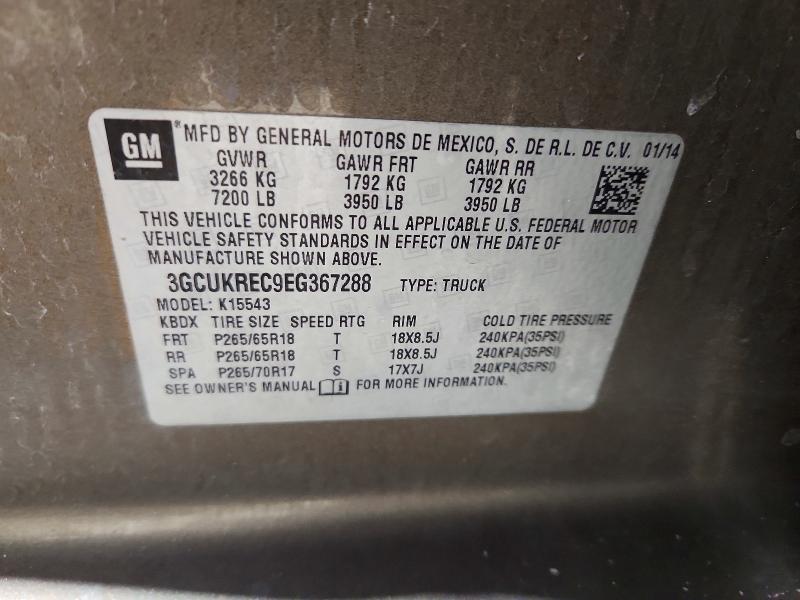 GM
®MFD BY GENERAL MOTORS DE MEXICO, S. DE R.L. DE C.V. 01/14
GVWR GAWR FRT GAWR RR
3266 KG 1792 KG 1792 KG
7200 LB 3950 LB 3950 LB
THIS VEHICLE CONFORMS TO ALL APPLICABLE U.S. FEDERAL MOTOR
VEHICLE SAFETY STANDARDS IN EFFECT ON THE DATE OF
MANUFACTURE SHOWN ABOVE.
3GCUKREC9EG367288 TYPE: TRUCK
MODEL: K15543
KBDX TIRE SIZE SPEED RTG RIM COLD TIRE PRESSURE
FRT P265/65R18 T 18X8.5J 240KPA(35PSI)
RR P265/65R18 T 18X8.5J 240KPA(35PSI)
SPA P265/70R17 S 17X7J 240KPA(35PSI)
SEE OWNER'S MANUAL FOR MORE INFORMATION.